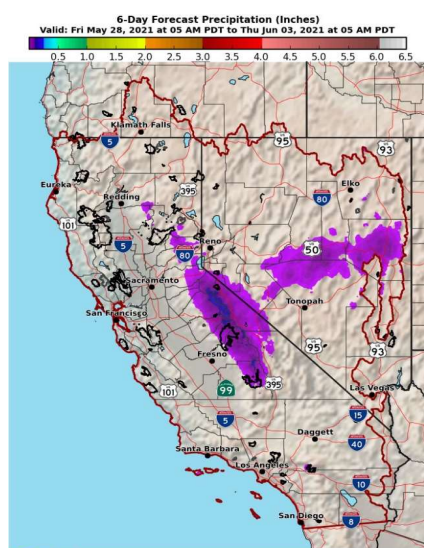 6-Day Forecast Precipitation (Inches)
Valid: Fri May 28, 2021 at 05 AM PDT to Thu Jun 03, 2021 at 05 AM PDT
0.5 1.0 1.5 2.0 2.5 3.0 3.5 4.0 4.5 5.0 5.5 6.0 6.5
Klamath Falls
5
95
93
Eureka
Redding
395
Elko
80
101
5
Reno
50
80
Sacramento
San Francisco
Tonopah
Fresno
95
93
101
99
395
Las Vegas
5
15
Daggett
40
Santa Barbara
Los Angeles
10
San Diego
8